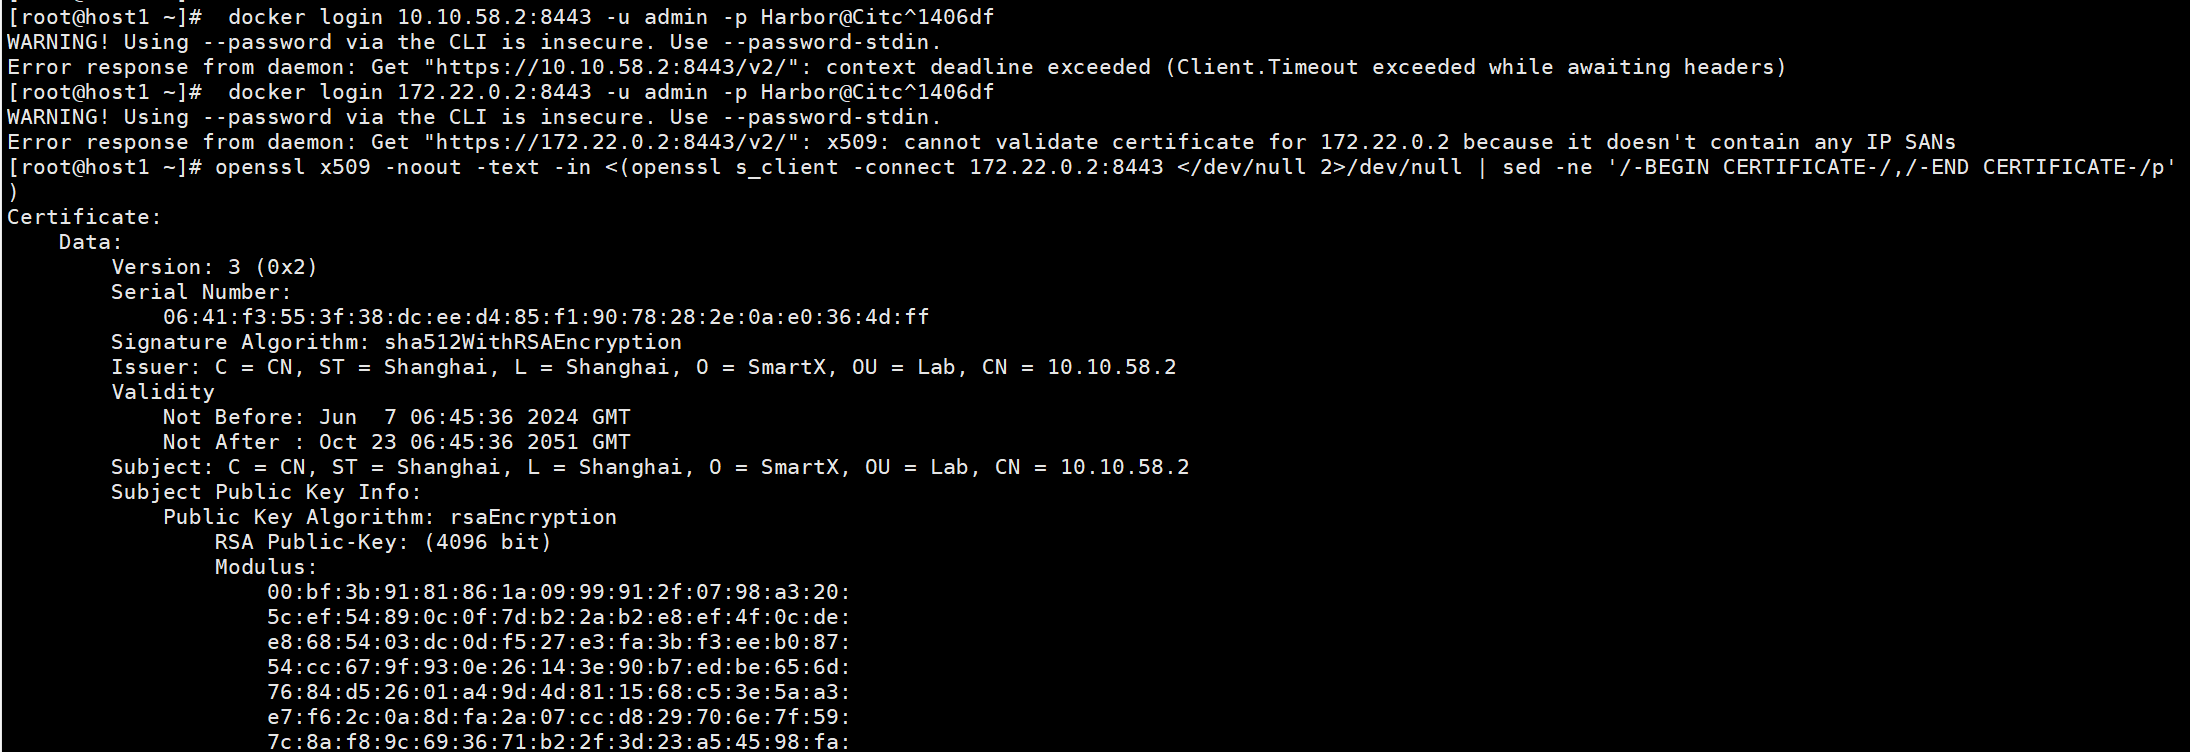 [root@host1 ~]#  docker login 10.10.58.2:8443 -u admin -p Harbor@Citc^1406df
WARNING! Using --password via the CLI is insecure. Use --password-stdin.
Error response from daemon: Get "https://10.10.58.2:8443/v2/": context deadline exceeded (Client.Timeout exceeded while awaiting headers)
[root@host1 ~]#  docker login 172.22.0.2:8443 -u admin -p Harbor@Citc^1406df
WARNING! Using --password via the CLI is insecure. Use --password-stdin.
Error response from daemon: Get "https://172.22.0.2:8443/v2/": x509: cannot validate certificate for 172.22.0.2 because it doesn't contain any IP SANs
[root@host1 ~]# openssl x509 -noout -text -in <(openssl s_client -connect 172.22.0.2:8443 </dev/null 2>/dev/null | sed -ne '/-BEGIN CERTIFICATE-/,/-END CERTIFICATE-/p'
)
Certificate:
    Data:
        Version: 3 (0x2)
        Serial Number:
            06:41:f3:55:3f:38:dc:ee:d4:85:f1:90:78:28:2e:0a:e0:36:4d:ff
        Signature Algorithm: sha512WithRSAEncryption
        Issuer: C = CN, ST = Shanghai, L = Shanghai, O = SmartX, OU = Lab, CN = 10.10.58.2
        Validity
            Not Before: Jun  7 06:45:36 2024 GMT
            Not After : Oct 23 06:45:36 2051 GMT
        Subject: C = CN, ST = Shanghai, L = Shanghai, O = SmartX, OU = Lab, CN = 10.10.58.2
        Subject Public Key Info:
            Public Key Algorithm: rsaEncryption
                RSA Public-Key: (4096 bit)
                Modulus:
                    00:bf:3b:91:81:86:1a:09:99:91:2f:07:98:a3:20:
                    5c:ef:54:89:0c:0f:7d:b2:2a:b2:e8:ef:4f:0c:de:
                    e8:68:54:03:dc:0d:f5:27:e3:fa:3b:f3:ee:b0:87:
                    54:cc:67:9f:93:0e:26:14:3e:90:b7:ed:be:65:6d:
                    76:84:d5:26:01:a4:9d:4d:81:15:68:c5:3e:5a:a3:
                    e7:f6:2c:0a:8d:fa:2a:07:cc:d8:29:70:6e:7f:59:
                    7c:8a:f8:9c:69:36:71:b2:2f:3d:23:a5:45:98:fa: